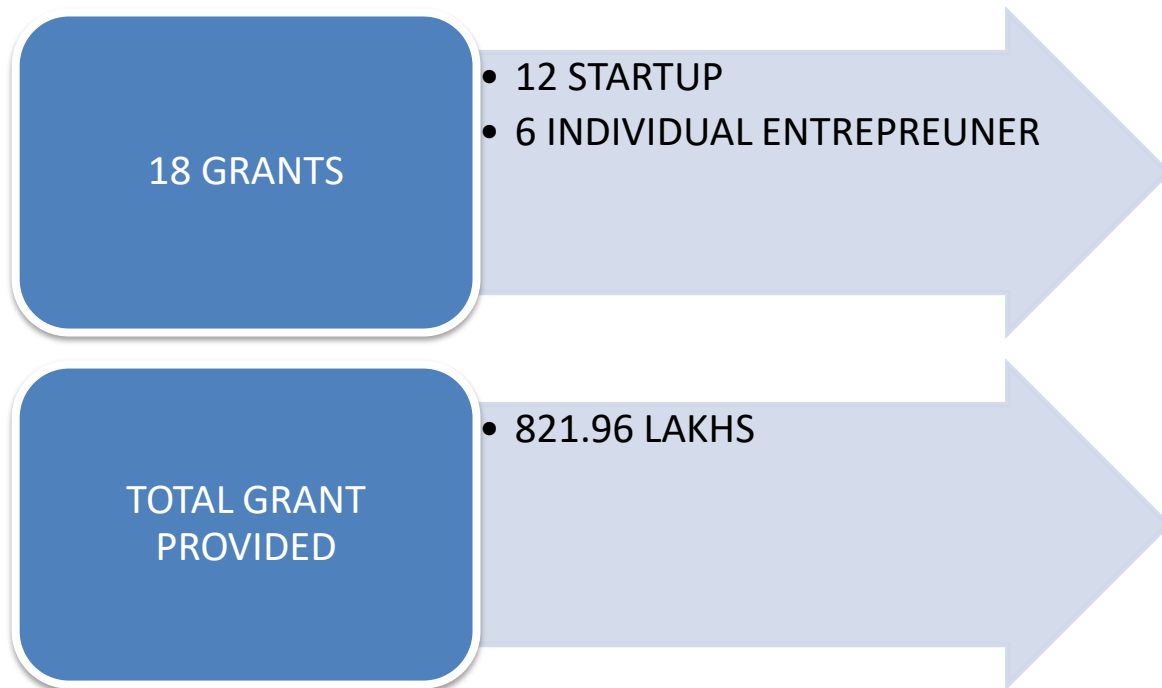 18 GRANTS
• 12 STARTUP
• 6 INDIVIDUAL ENTREPREUNER
TOTAL GRANT
PROVIDED
• 821.96 LAKHS